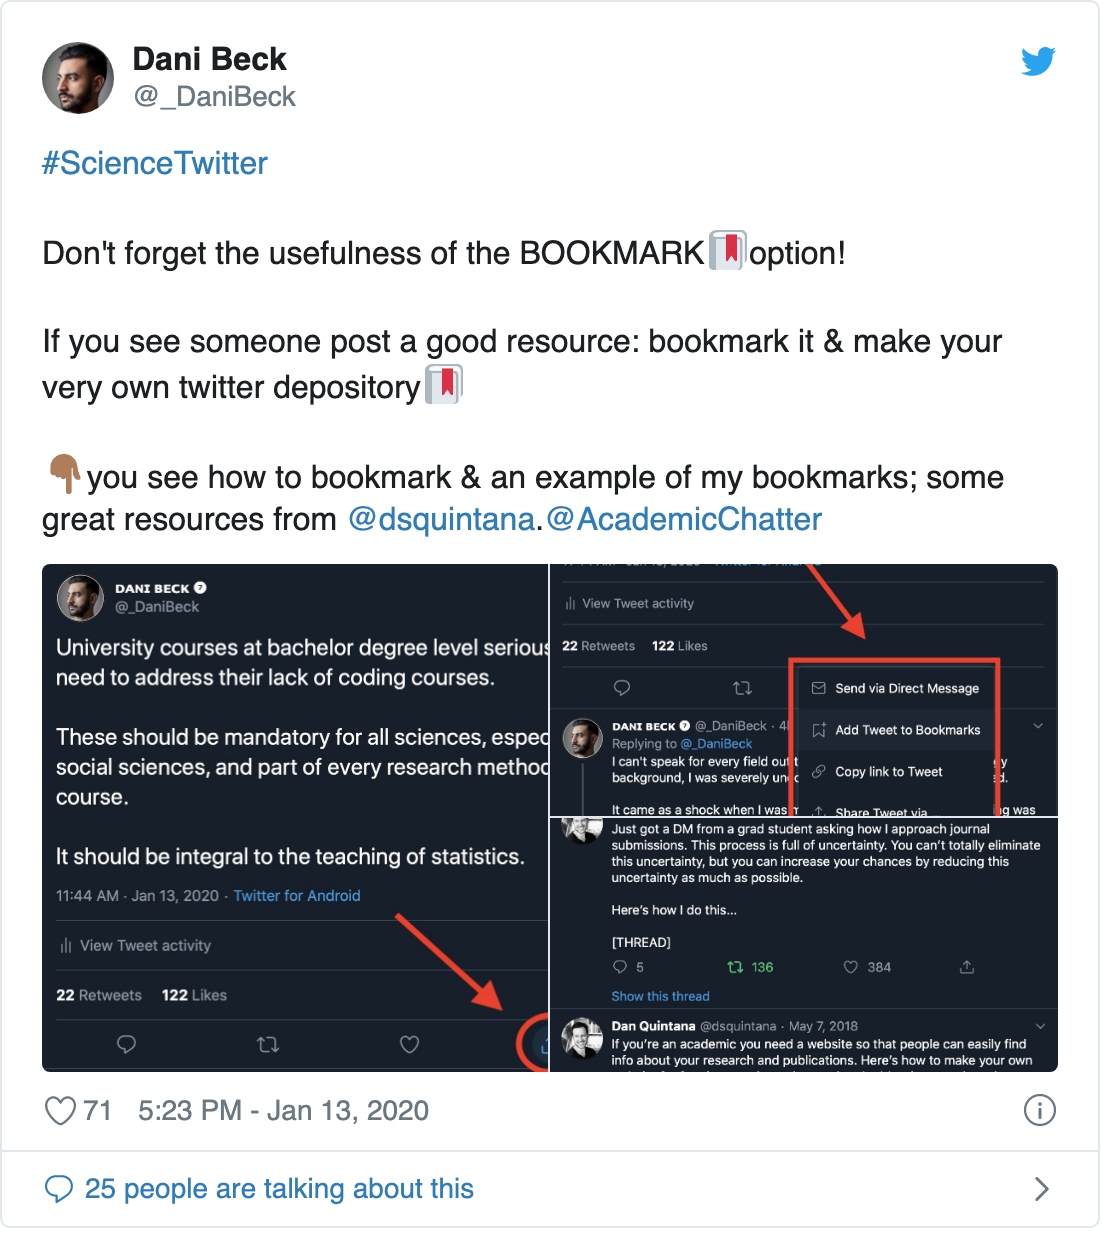 Dani Beck
@_DaniBeck
#ScienceTwitter
Don't forget the usefulness of the BOOKMARK option!
If you see someone post a good resource: bookmark it & make your
very own twitter depository
you see how to bookmark & an example of my bookmarks; some
great resources from @dsquintana. @AcademicChatter
DANI BECK
@_DaniBeck
University courses at bachelor degree level serious
need to address their lack of coding courses.
These should be mandatory for all sciences, espec
social sciences, and part of every research method
course.
It should be integral to the teaching of statistics.
11:44 AM · Jan 13, 2020 · Twitter for Android
View Tweet activity
22 Retweets 122 Likes
View Tweet activity
22 Retweets 122 Likes
Send via Direct Message
Add Tweet to Bookmarks
Copy link to Tweet
Share Tweet via
DANI BECK @_DaniBeck · 4
Replying to @_DaniBeck
I can't speak for every field out
background, I was severely
It came as a shock when I was was
Just got a DM from a grad student asking how I approach journal
submissions. This process is full of uncertainty. You can't totally eliminate
this uncertainty, but you can increase your chances by reducing this
uncertainty as much as possible.
Here's how I do this...
[THREAD]
5 136 384
Show this thread
Dan Quintana @dsquintana · May 7, 2018
If you're an academic you need a website so that people can easily find
info about your research and publications. Here's how to make your own
71 5:23 PM - Jan 13, 2020
25 people are talking about this